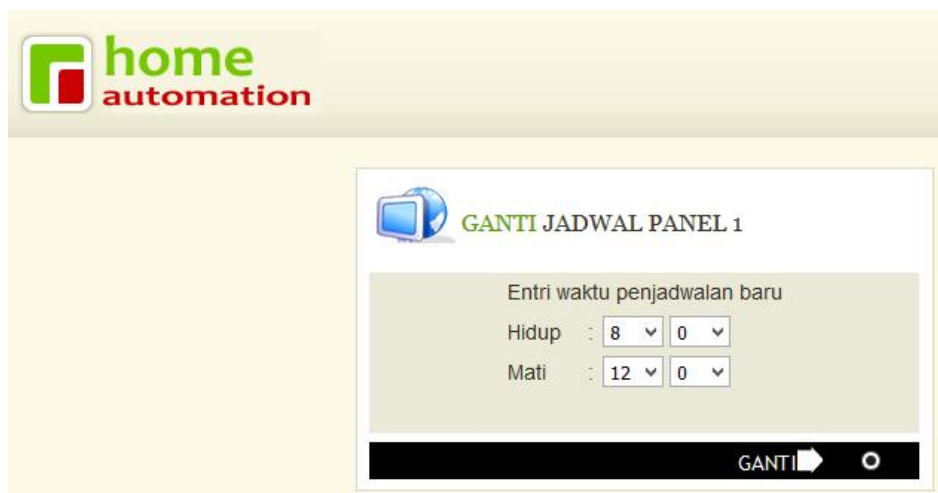 home
automation
GANTI JADWAL PANEL 1
Entri waktu penjadwalan baru
Hidup : 8 0
Mati : 12 0
GANTI